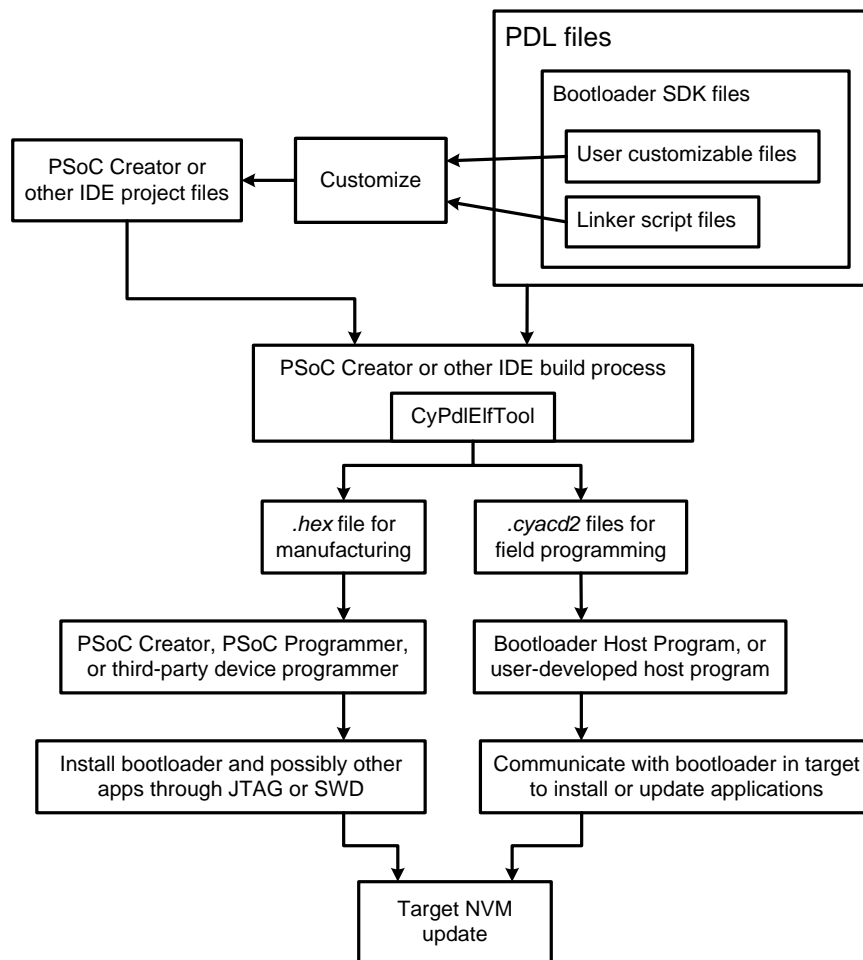 PDL files
Bootloader SDK files
User customizable files
Linker script files
Customize
PSoC Creator or
other IDE project files
PSoC Creator or other IDE build process
CyPdlElfTool
.hex file for
manufacturing
.cyacd2 files for
field programming
PSoC Creator, PSoC Programmer,
or third-party device programmer
Bootloader Host Program, or
user-developed host program
Install bootloader and possibly other
apps through JTAG or SWD
Communicate with bootloader in target
to install or update applications
Target NVM
update